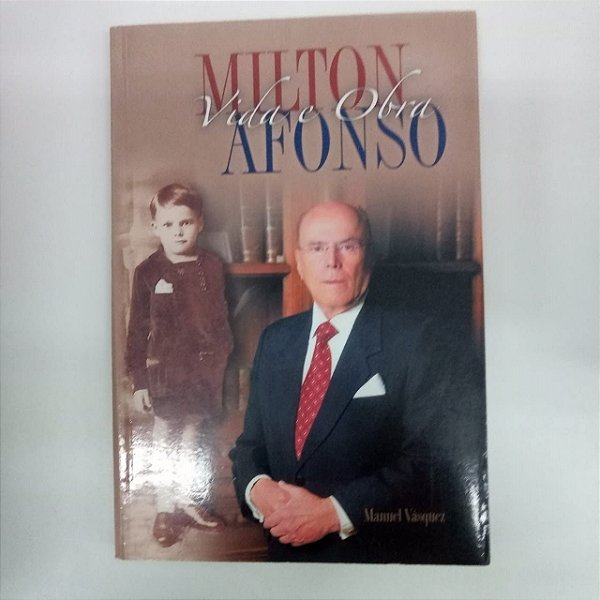 MILTON
Vida e Obra
AFONSO
Manuel Vásquez